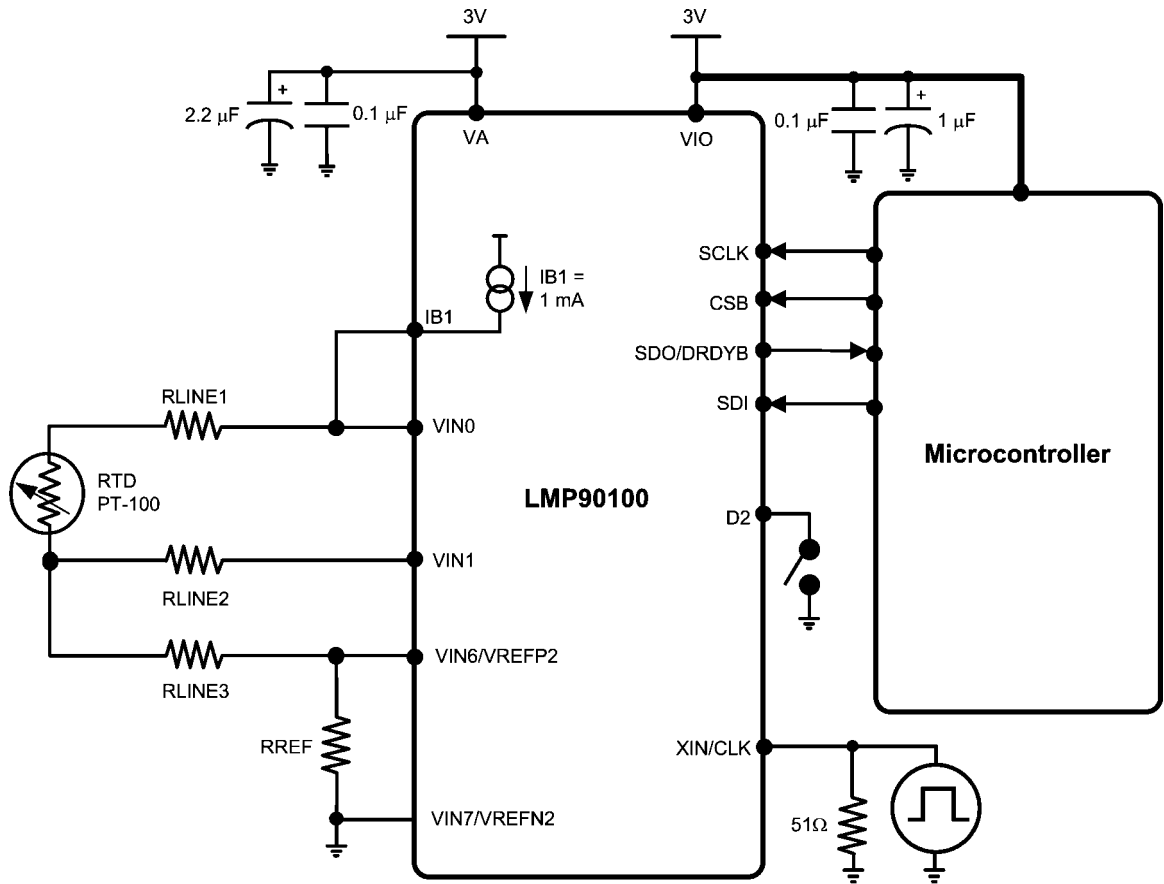 3V
3V
2.2 µF
+
0.1 µF
0.1 µF
+
1 µF
VA
VIO
SCLK
IB1 =
1 mA
CSB
IB1
SDO/DRDYB
RLINE1
SDI
VIN0
Microcontroller
RTD
PT-100
LMP90100
D2
VIN1
RLINE2
VIN6/VREFP2
RLINE3
RREF
XIN/CLK
VIN7/VREFN2
51Ω